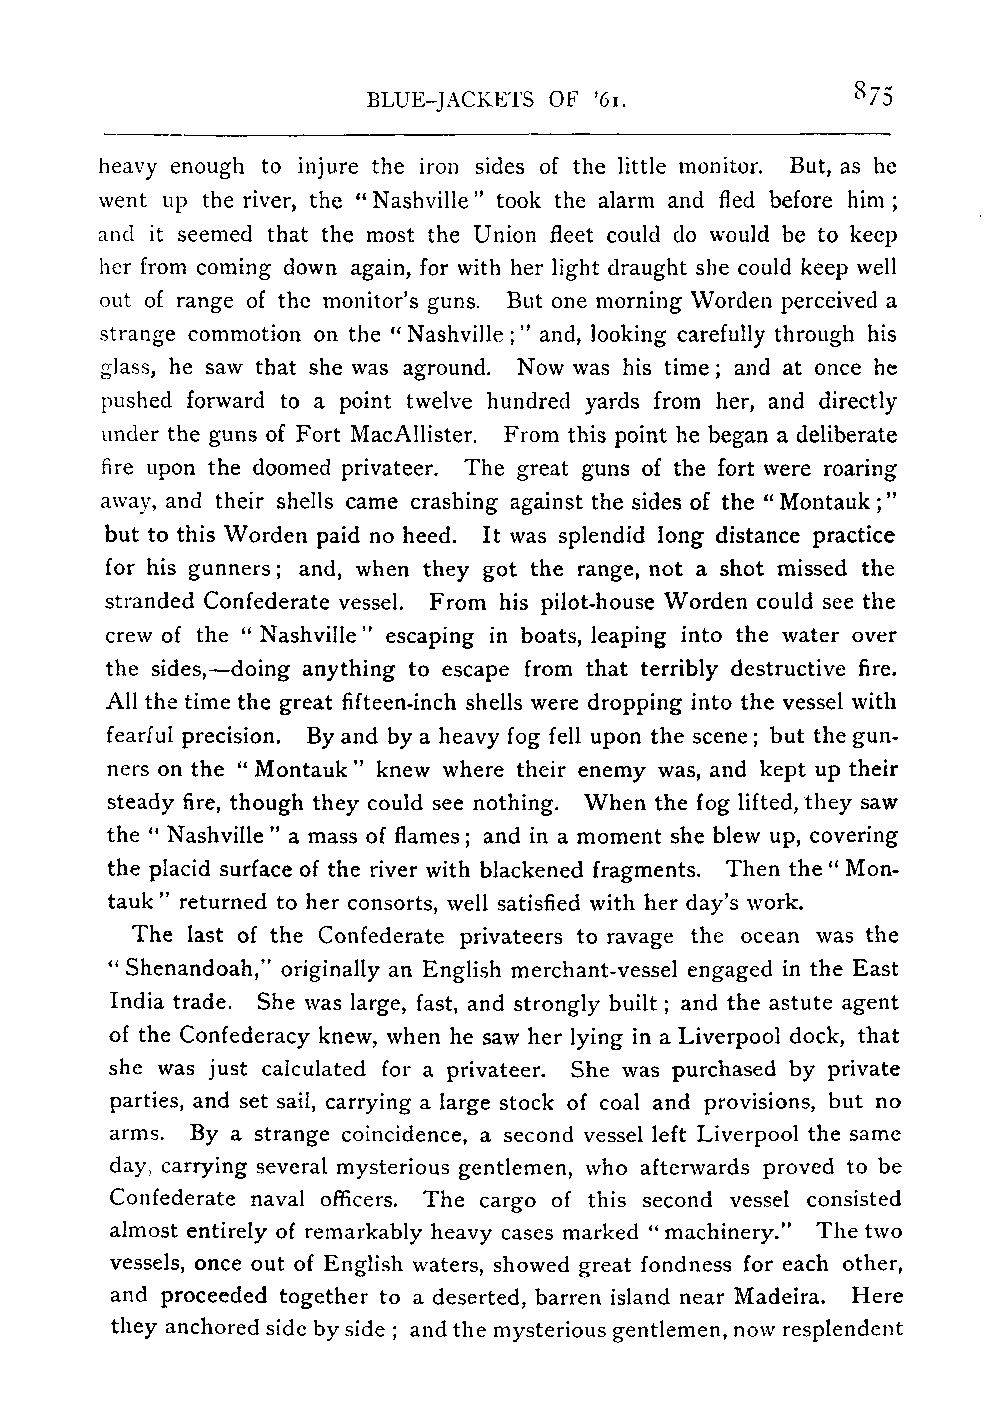 BLUE-JACKETS OF '61. 875
heavy enough to injure the iron sides of the little monitor. But, as he
went up the river, the "Nashville" took the alarm and fled before him;
and it seemed that the most the Union fleet could do would be to keep
her from coming down again, for with her light draught she could keep well
out of range of the monitor's guns. But one morning Worden perceived a
strange commotion on the "Nashville;" and, looking carefully through his
glass, he saw that she was aground. Now was his time; and at once he
pushed forward to a point twelve hundred yards from her, and directly
under the guns of Fort MacAllister. From this point he began a deliberate
fire upon the doomed privateer. The great guns of the fort were roaring
away, and their shells came crashing against the sides of the "Montauk;"
but to this Worden paid no heed. It was splendid long distance practice
for his gunners; and, when they got the range, not a shot missed the
stranded Confederate vessel. From his pilot-house Worden could see the
crew of the "Nashville" escaping in boats, leaping into the water over
the sides,—doing anything to escape from that terribly destructive fire.
All the time the great fifteen-inch shells were dropping into the vessel with
fearful precision. By and by a heavy fog fell upon the scene; but the gun-
ners on the "Montauk" knew where their enemy was, and kept up their
steady fire, though they could see nothing. When the fog lifted, they saw
the "Nashville" a mass of flames; and in a moment she blew up, covering
the placid surface of the river with blackened fragments. Then the "Mon-
tauk" returned to her consorts, well satisfied with her day's work.
The last of the Confederate privateers to ravage the ocean was the
"Shenandoah," originally an English merchant-vessel engaged in the East
India trade. She was large, fast, and strongly built; and the astute agent
of the Confederacy knew, when he saw her lying in a Liverpool dock, that
she was just calculated for a privateer. She was purchased by private
parties, and set sail, carrying a large stock of coal and provisions, but no
arms. By a strange coincidence, a second vessel left Liverpool the same
day, carrying several mysterious gentlemen, who afterwards proved to be
Confederate naval officers. The cargo of this second vessel consisted
almost entirely of remarkably heavy cases marked "machinery." The two
vessels, once out of English waters, showed great fondness for each other,
and proceeded together to a deserted, barren island near Madeira. Here
they anchored side by side; and the mysterious gentlemen, now resplendent